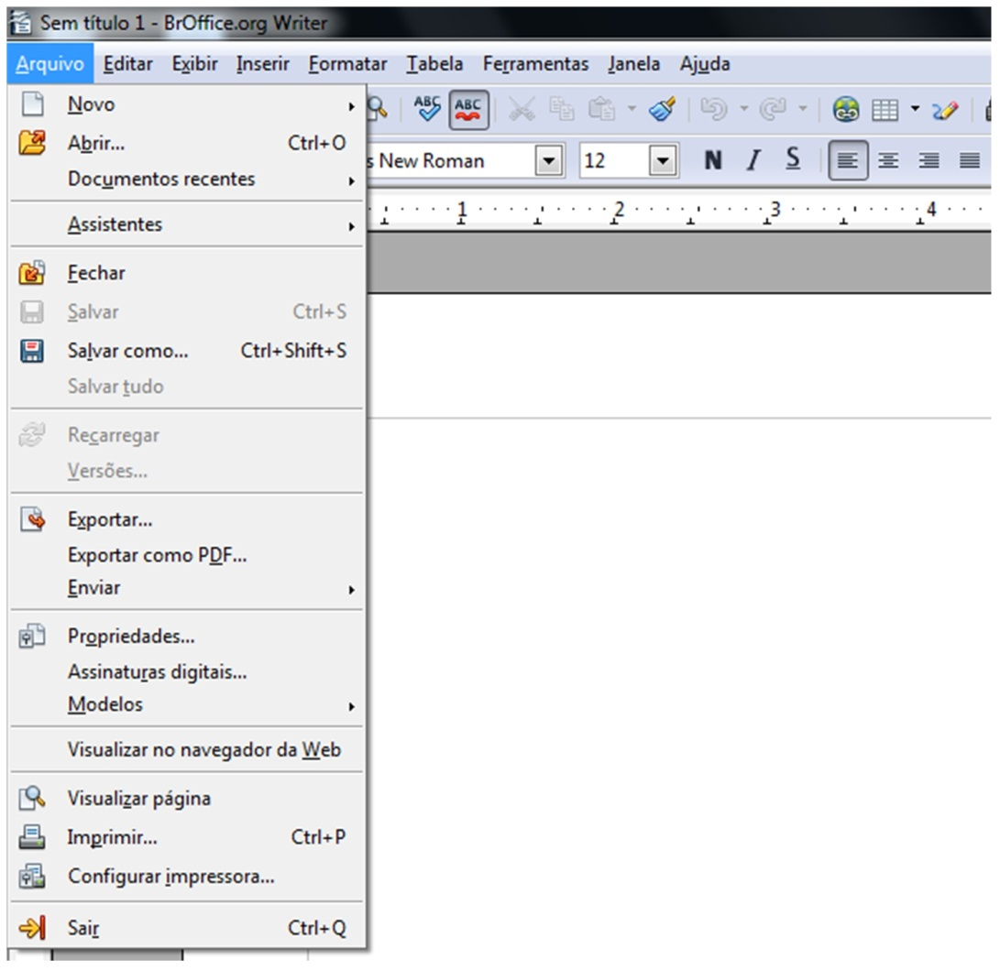 Sem título 1 - BrOffice.org Writer
Arquivo Editar Exibir Inserir Formatar Tabela Ferramentas Janela Ajuda
Novo
ABC ABC
Abrir... Ctrl+O
s New Roman 12 N I S
Documentos recentes
1 2 3 4
Assistentes
Fechar
Salvar Ctrl+S
Salvar como... Ctrl+Shift+S
Salvar tudo
Recarregar
Versões...
Exportar...
Exportar como PDF...
Enviar
Propriedades...
Assinaturas digitais...
Modelos
Visualizar no navegador da Web
Visualizar página
Imprimir... Ctrl+P
Configurar impressora...
Sair Ctrl+Q